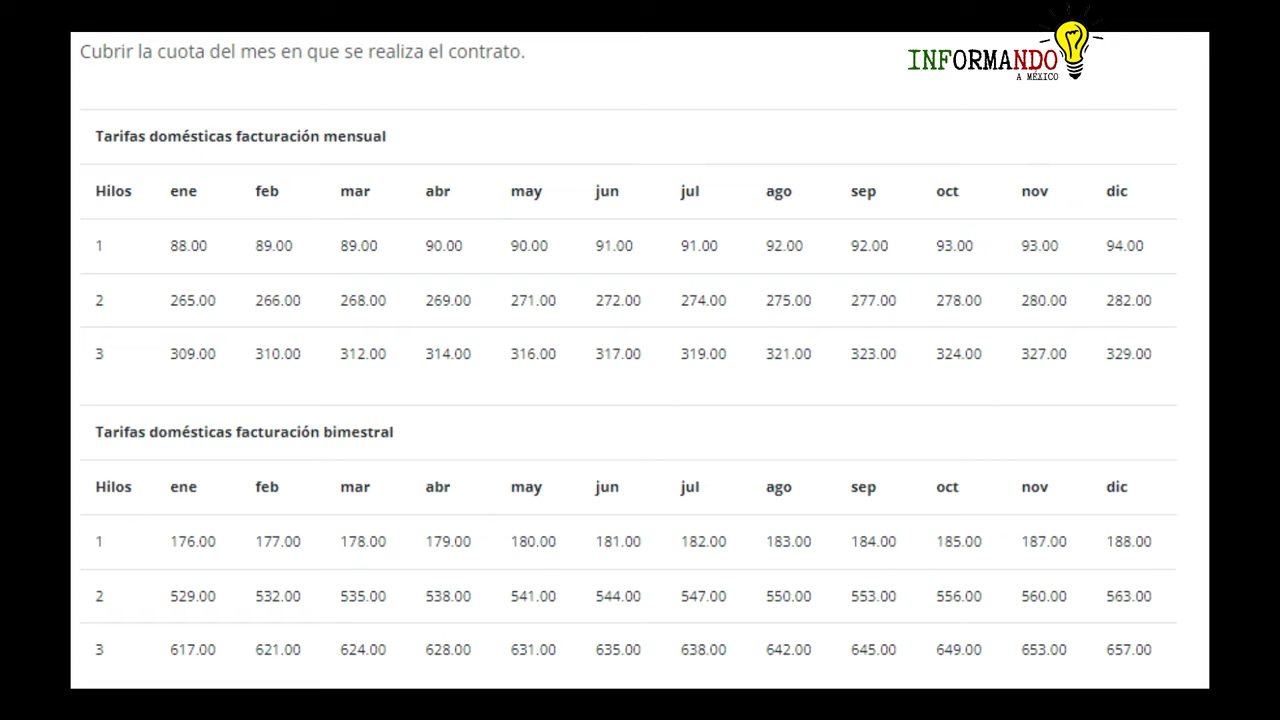 Cubrir la cuota del mes en que se realiza el contrato.
INFORMANDO
A MÉXICO
Tarifas domésticas facturación mensual
Hilos ene feb mar abr may jun jul ago sep oct nov dic
1 88.00 89.00 89.00 90.00 90.00 91.00 91.00 92.00 92.00 93.00 93.00 94.00
2 265.00 266.00 268.00 269.00 271.00 272.00 274.00 275.00 277.00 278.00 280.00 282.00
3 309.00 310.00 312.00 314.00 316.00 317.00 319.00 321.00 323.00 324.00 327.00 329.00
Tarifas domésticas facturación bimestral
Hilos ene feb mar abr may jun jul ago sep oct nov dic
1 176.00 177.00 178.00 179.00 180.00 181.00 182.00 183.00 184.00 185.00 187.00 188.00
2 529.00 532.00 535.00 538.00 541.00 544.00 547.00 550.00 553.00 556.00 560.00 563.00
3 617.00 621.00 624.00 628.00 631.00 635.00 638.00 642.00 645.00 649.00 653.00 657.00